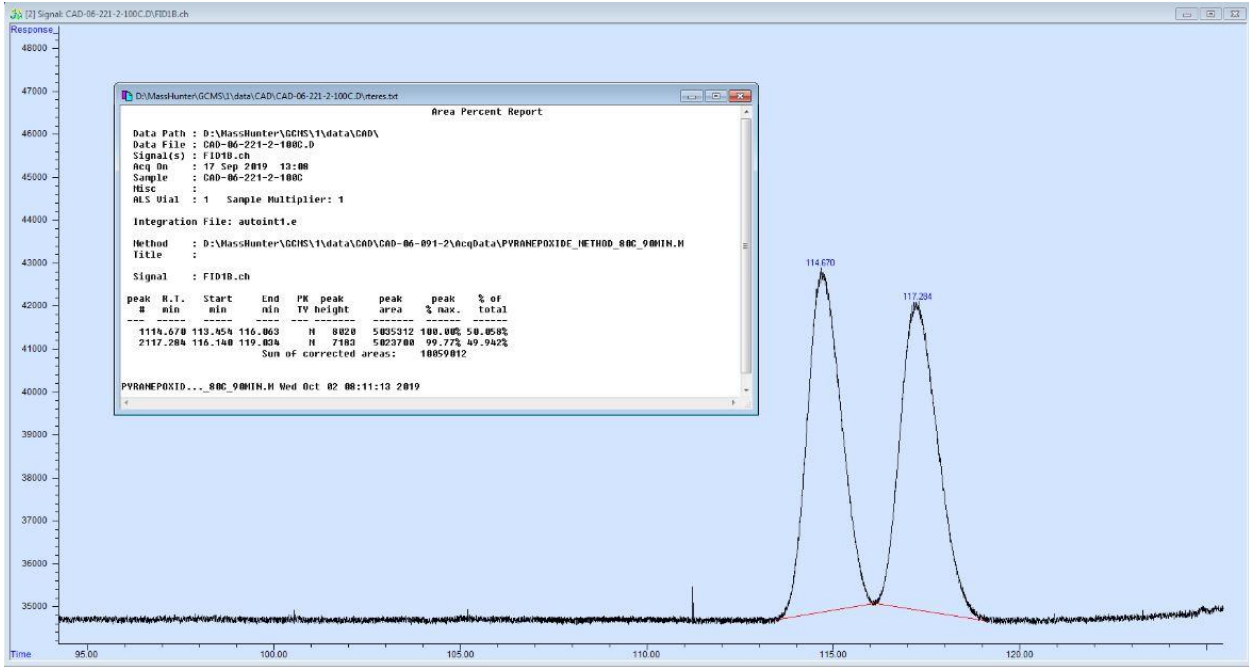 [2] Signal: CAD-06-221-2-100C.D\FID1B.ch
Response_
48000
47000
46000
45000
44000
43000
42000
41000
40000
39000
38000
37000
36000
35000
D:\MassHunter\GCMS\1\data\CAD\CAD-06-221-2-100C.D\rteres.txt
Area Percent Report
Data Path : D:\MassHunter\GCMS\1\data\CAD\
Data File : CAD-06-221-2-100C.D
Signal(s) : FID1B.ch
Acq On : 17 Sep 2019 13:08
Sample : CAD-06-221-2-100C
Misc :
ALS Vial : 1 Sample Multiplier: 1
Integration File: autoint1.e
Method : D:\MassHunter\GCMS\1\data\CAD\CAD-06-091-2\AcqData\PYRANEPOXIDE_METHOD_80C_90MIN.M
Title :
Signal : FID1B.ch
peak R.T. Start End PK peak peak peak % of
# min min min TY height area % max. total
--- ----- ----- ---- --- ------- ------- ------ -------
1114.670 113.454 116.063 M 8020 5035312 100.00% 50.058%
2117.284 116.140 119.034 M 7183 5023700 99.77% 49.942%
Sum of corrected areas: 10059012
PYRANEPOXID..._80C_90MIN.M Wed Oct 02 08:11:13 2019
114.670
117.284
Time
95.00
100.00
105.00
110.00
115.00
120.00